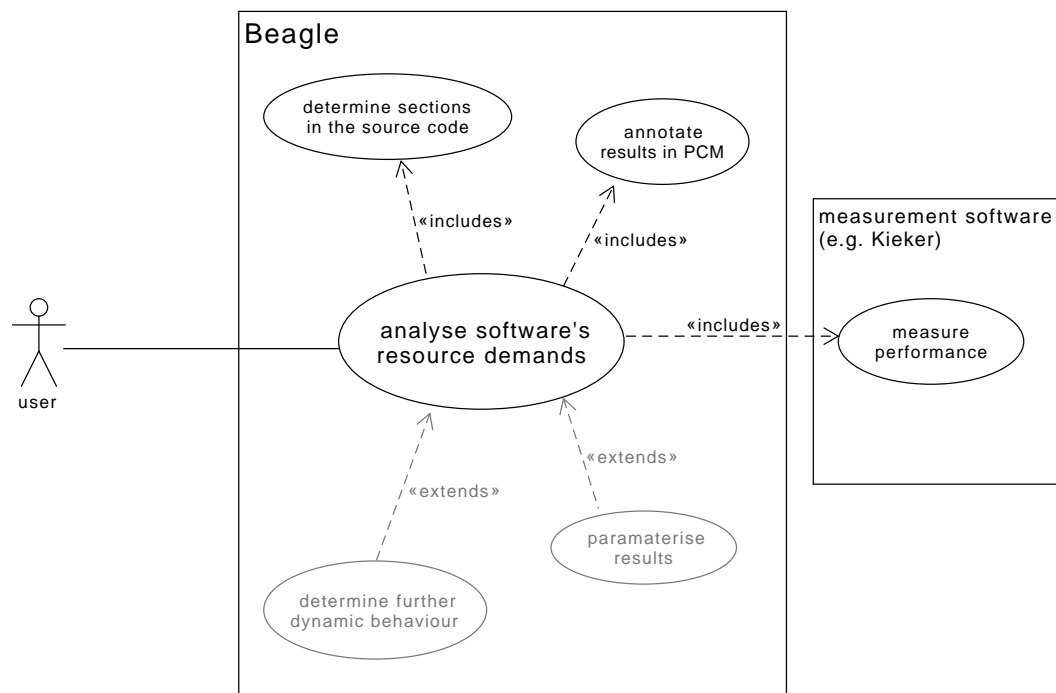 Beagle
determine sections
in the source code
annotate
results in PCM
«includes»
«includes»
measurement software
(e.g. Kieker)
analyse software's
resource demands
«includes»
measure
performance
user
«extends»
«extends»
paramaterise
results
determine further
dynamic behaviour